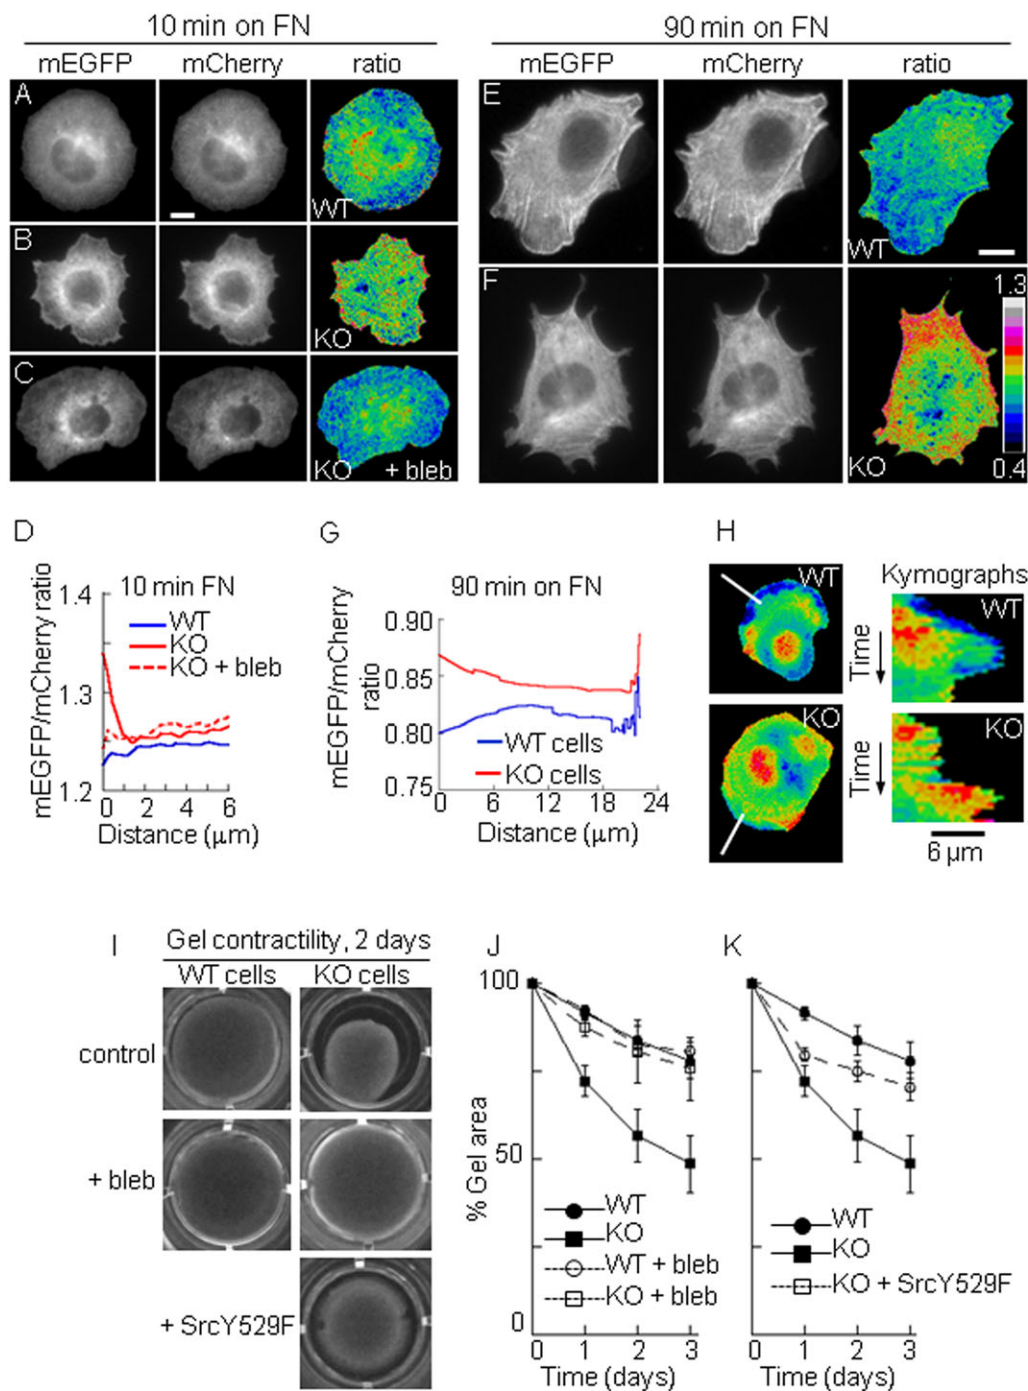 10 min on FN
90 min on FN
mEGFP mCherry ratio
mEGFP mCherry ratio
A
WT
B
KO
C
KO + bleb
E
WT
F
1.3
KO
0.4
D
mEGFP/mCherry ratio
1.4
1.3
1.2
10 min FN
WT
KO
KO + bleb
0 2 4 6
Distance (μm)
G
90 min on FN
mEGFP/mCherry
ratio
0.90
0.85
0.80
0.75
WT cells
KO cells
0 6 12 18 24
Distance (μm)
H
WT
KO
Kymographs
WT
Time
KO
Time
6 μm
I
Gel contractility, 2 days
WT cells KO cells
control
+ bleb
+ SrcY529F
J
% Gel area
100
50
0
WT
KO
WT + bleb
KO + bleb
0 1 2 3
Time (days)
K
WT
KO
KO + SrcY529F
0 1 2 3
Time (days)